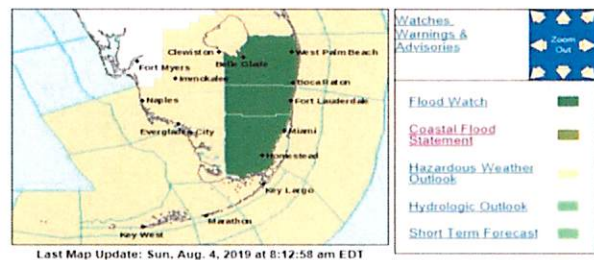 Clewiston
West Palm Beach
Belle Glade
Fort Myers
Immokalee
Boca Raton
Naples
Fort Lauderdale
Everglades City
Miami
Homestead
Key Largo
Marathon
Key West
Last Map Update: Sun, Aug. 4, 2019 at 8:12:58 am EDT
Watches,
Warnings &
Advisories
Zoom
Out
Flood Watch
Coastal Flood
Statement
Hazardous Weather
Outlook
Hydrologic Outlook
Short Term Forecast